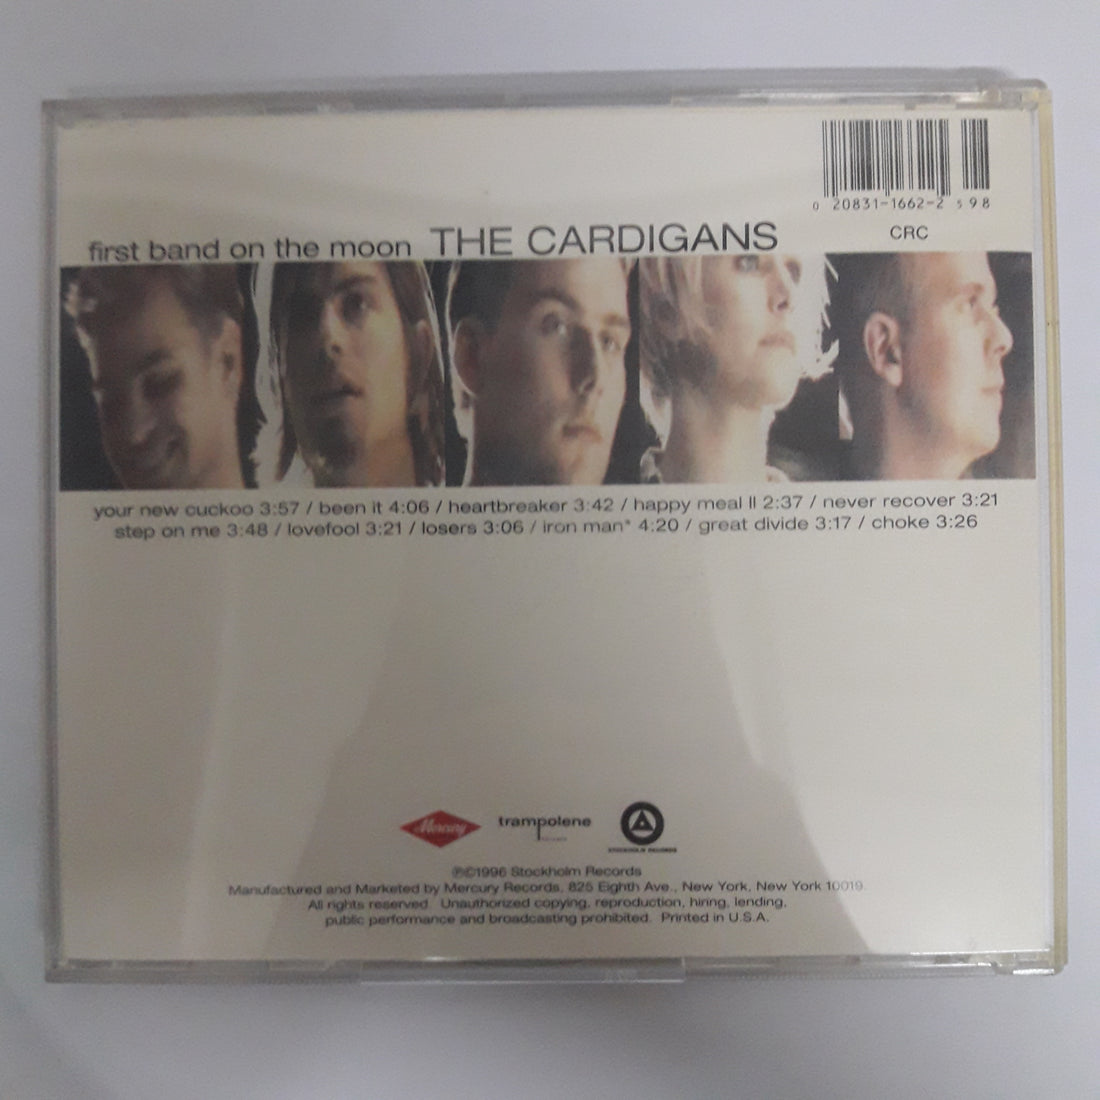 0 20831-1662-2 5 9 8
CRC
first band on the moon THE CARDIGANS
your new cuckoo 3:57 / been it 4:06 / heartbreaker 3:42 / happy meal II 2:37 / never recover 3:21
step on me 3:48 / lovefool 3:21 / losers 3:06 / iron man* 4:20 / great divide 3:17 / choke 3:26
Mercury
trampolene
STOCKHOLM RECORDS
℗©1996 Stockholm Records
Manufactured and Marketed by Mercury Records, 825 Eighth Ave., New York, New York 10019.
All rights reserved. Unauthorized copying, reproduction, hiring, lending,
public performance and broadcasting prohibited. Printed in U.S.A.